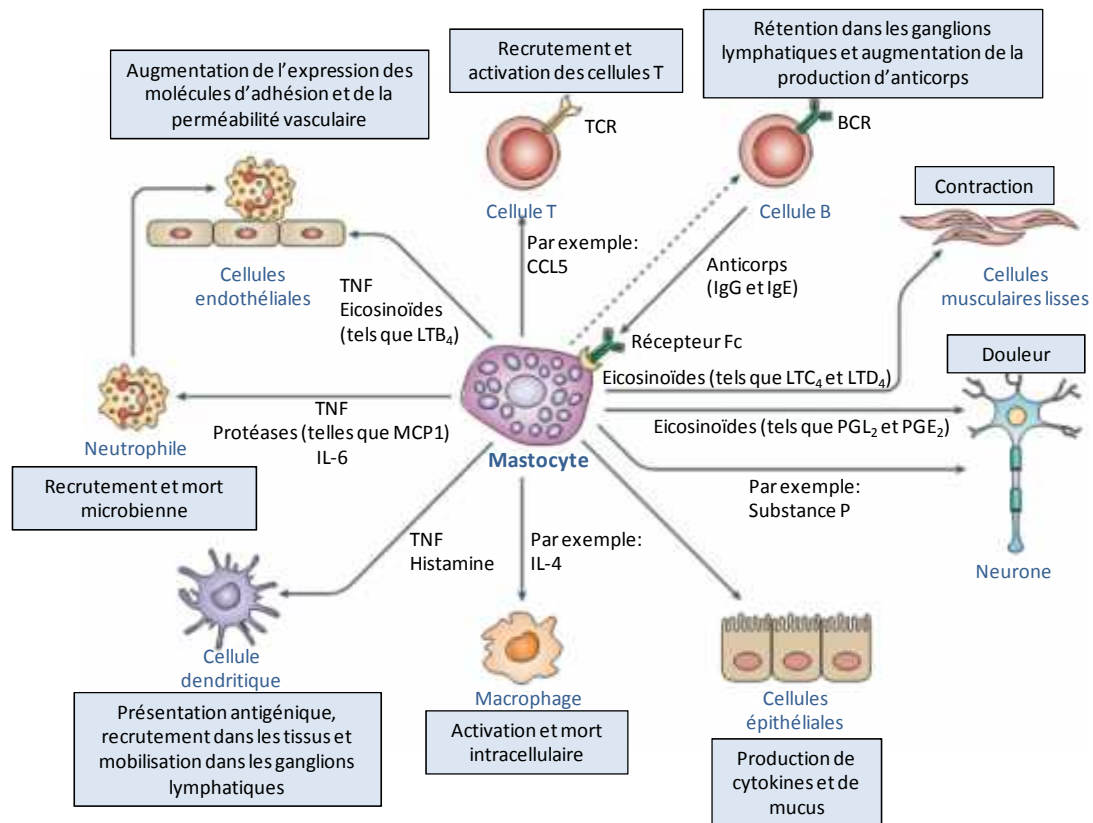 Augmentation de l'expression des
molécules d'adhésion et de la
perméabilité vasculaire
Recrutement et
activation des cellules T
Rétention dans les ganglions
lymphatiques et augmentation de la
production d'anticorps
TCR
BCR
Cellule T
Cellule B
Contraction
Cellules
musculaires lisses
Cellules
endothéliales
TNF
Eicosinoïdes
(tels que LTB4)
Par exemple:
CCL5
Anticorps
(IgG et IgE)
Récepteur Fc
Eicosinoïdes (tels que LTC4 et LTD4)
Douleur
Eicosinoïdes (tels que PGL2 et PGE2)
Neutrophile
TNF
Protéases (telles que MCP1)
IL-6
Mastocyte
Recrutement et mort
microbienne
Par exemple:
Substance P
Neurone
TNF
Histamine
Par exemple:
IL-4
Cellule
dendritique
Macrophage
Cellules
épithéliales
Présentation antigénique,
recrutement dans les tissus et
mobilisation dans les ganglions
lymphatiques
Activation et mort
intracellulaire
Production de
cytokines et de
mucus